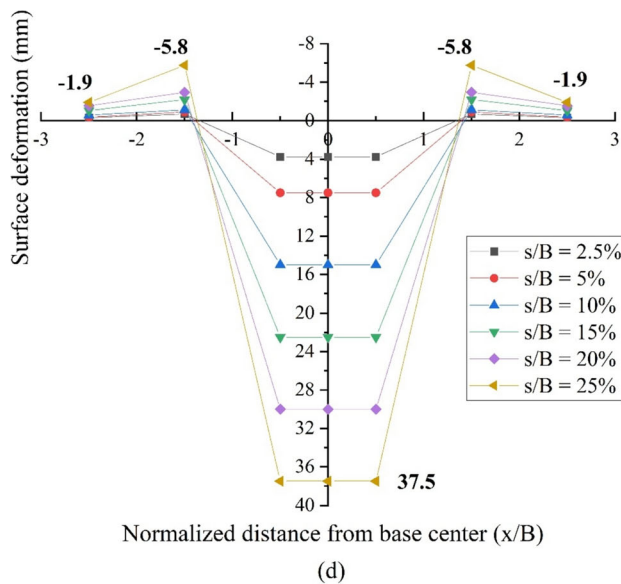 -8
-5.8
-5.8
-1.9
-1.9
-4
0
-3
-2
-1
0
1
2
3
4
8
12
16
s/B = 2.5%
s/B = 5%
s/B = 10%
s/B = 15%
s/B = 20%
s/B = 25%
22
24
28
32
36
37.5
40
Surface deformation (mm)
Normalized distance from base center (x/B)
(d)